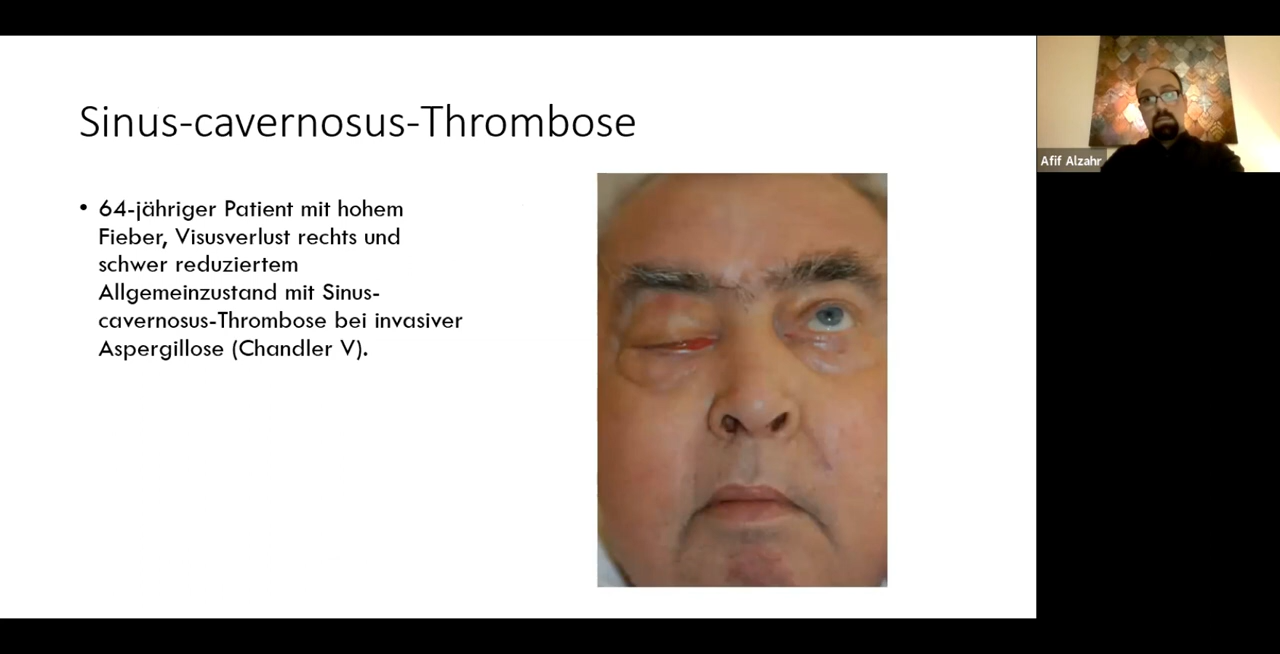 Sinus-cavernosus-Thrombose
• 64-jähriger Patient mit hohem
Fieber, Visusverlust rechts und
schwer reduziertem
Allgemeinzustand mit Sinus-
cavernosus-Thrombose bei invasiver
Aspergillose (Chandler V).
Afif Alzahr